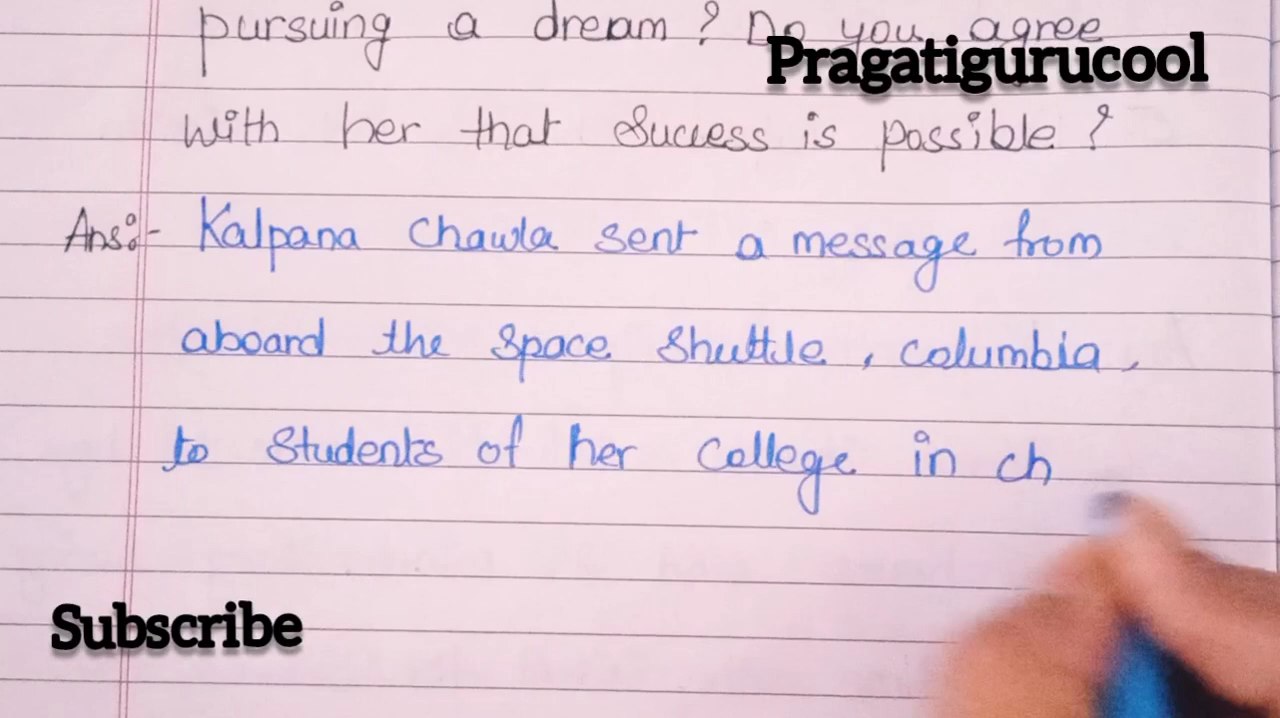 pursuing a dream? Do you agree
Pragatigurucool
with her that Success is possible?
Ans:- Kalpana Chawla sent a message from
aboard the Space Shuttle, Columbia,
to Students of her College in ch
Subscribe